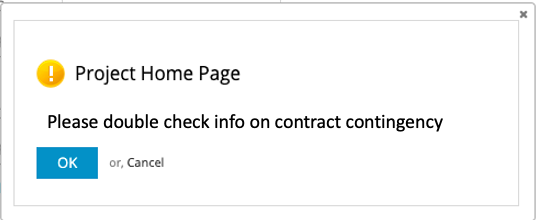 Project Home Page
Please double check info on contract contingency
OK or, Cancel